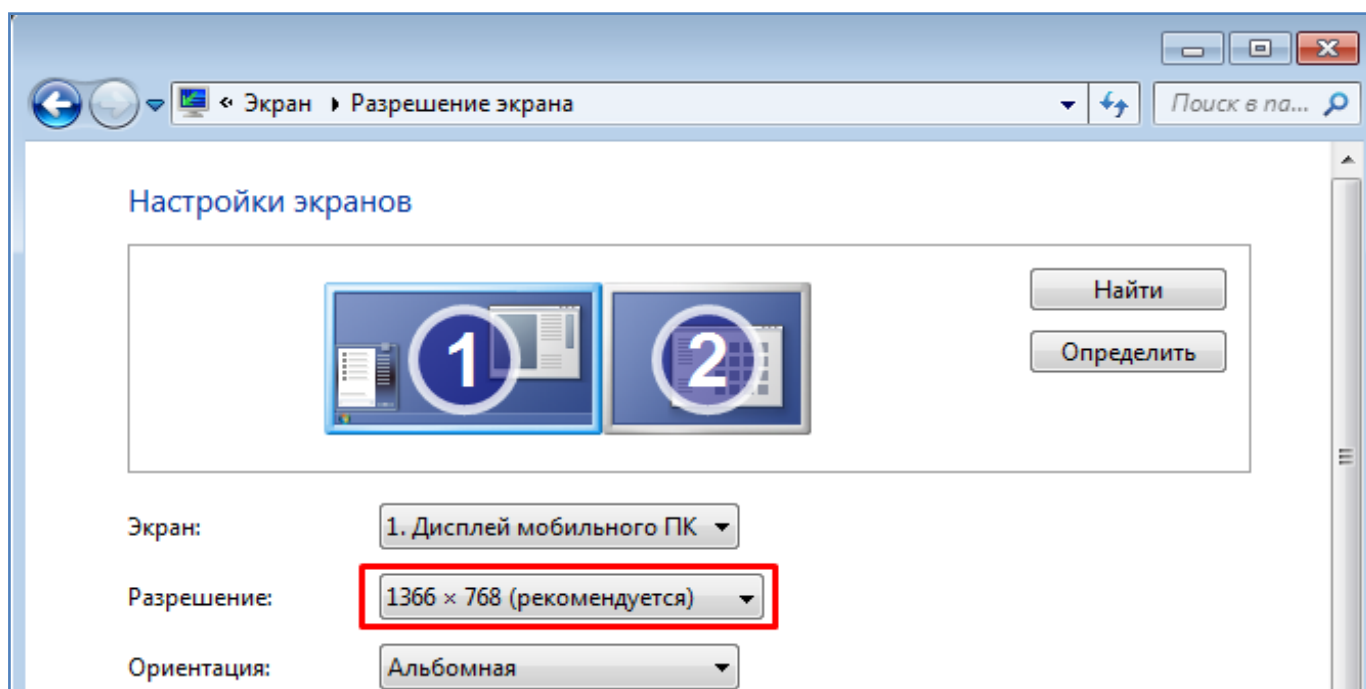 « Экран ▸ Разрешение экрана
Поиск в па...
Настройки экранов
1
2
Найти
Определить
Экран:
1. Дисплей мобильного ПК
Разрешение:
1366 × 768 (рекомендуется)
Ориентация:
Альбомная